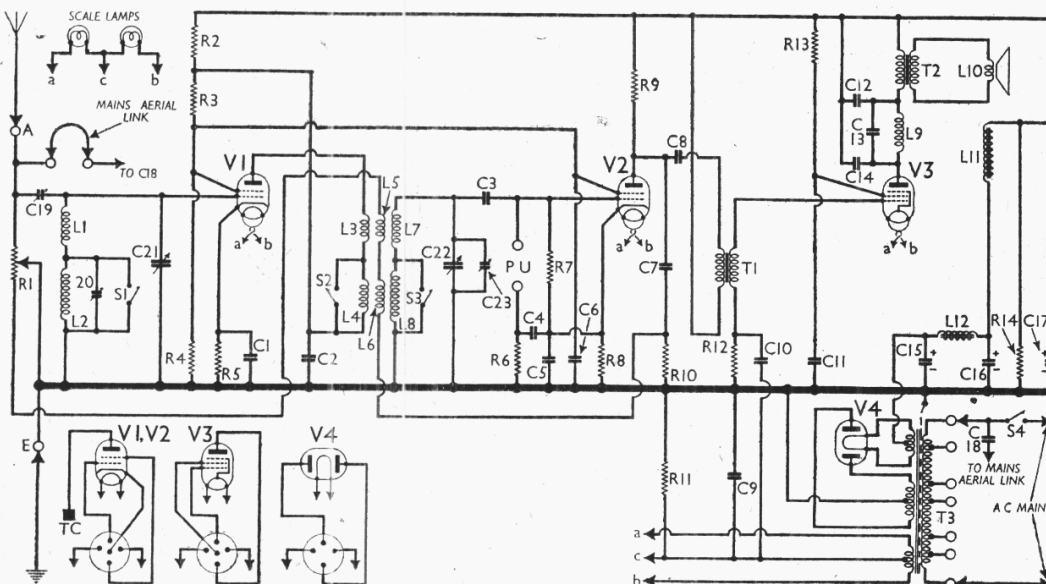 SCALE LAMPS
a c b
MAINS AERIAL
LINK
A
TO C18
C19
L1
R1
20
S1
L2
C21
R2
R3
V1
a b
R4
R5
C1
C2
L3
L5
L7
S2
L4
L6
S3
L8
C3
C22
C23
PU
R7
C4
R6
C5
C6
R8
R9
V2
a b
C8
C7
T1
R10
R11
R12
C10
C9
R13
C11
C12
C
13
C14
T2
L10
L9
V3
a b
L11
L12
C15
C16
R14
C17
+ + +
- - -
E
V1,V2
TC
V3
V4
V4
T3
S4
C
18
TO MAINS
AERIAL LINK
A C MAIN
a
c
b